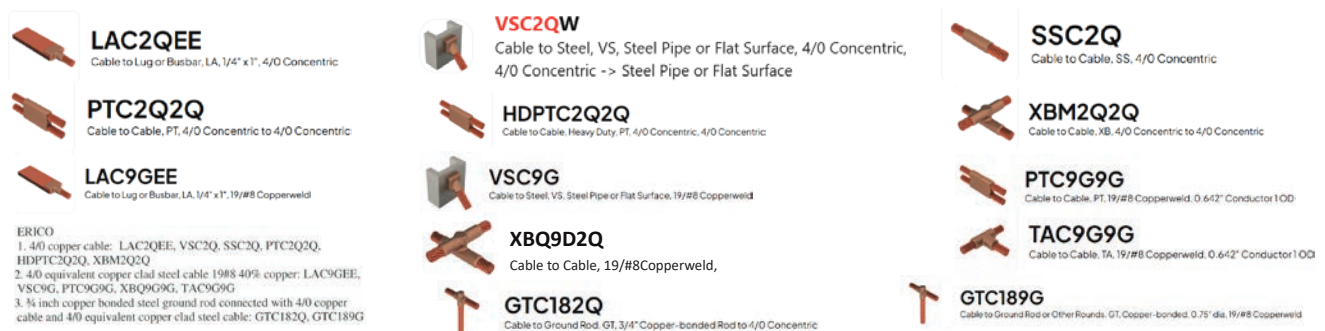 LAC2QEE
Cable to Lug or Busbar, LA, 1/4" x 1", 4/0 Concentric
PTC2Q2Q
Cable to Cable, PT, 4/0 Concentric to 4/0 Concentric
LAC9GEE
Cable to Lug or Busbar, LA, 1/4" x 1", 19/#8 Copperweld
ERICO
1. 4/0 copper cable: LAC2QEE, VSC2Q, SSC2Q, PTC2Q2Q,
HDPTC2Q2Q, XBM2Q2Q
2. 4/0 equivalent copper clad steel cable 19#8 40% copper: LAC9GEE,
VSC9G, PTC9G9G, XBQ9G9G, TAC9G9G
3. ¾ inch copper bonded steel ground rod connected with 4/0 copper
cable and 4/0 equivalent copper clad steel cable: GTC182Q, GTC189G
VSC2QW
Cable to Steel, VS, Steel Pipe or Flat Surface, 4/0 Concentric,
4/0 Concentric -> Steel Pipe or Flat Surface
HDPTC2Q2Q
Cable to Cable, Heavy Duty, PT, 4/0 Concentric, 4/0 Concentric
VSC9G
Cable to Steel, VS, Steel Pipe or Flat Surface, 19/#8 Copperweld
XBQ9D2Q
Cable to Cable, 19/#8Copperweld,
GTC182Q
Cable to Ground Rod, GT, 3/4" Copper-bonded Rod to 4/0 Concentric
SSC2Q
Cable to Cable, SS, 4/0 Concentric
XBM2Q2Q
Cable to Cable, XB, 4/0 Concentric to 4/0 Concentric
PTC9G9G
Cable to Cable, PT, 19/#8 Copperweld, 0.642" Conductor 1 OD
TAC9G9G
Cable to Cable, TA, 19/#8 Copperweld, 0.642" Conductor 1 OD
GTC189G
Cable to Ground Rod or Other Rounds, GT, Copper-bonded, 0.75" dia, 19/#8 Copperweld